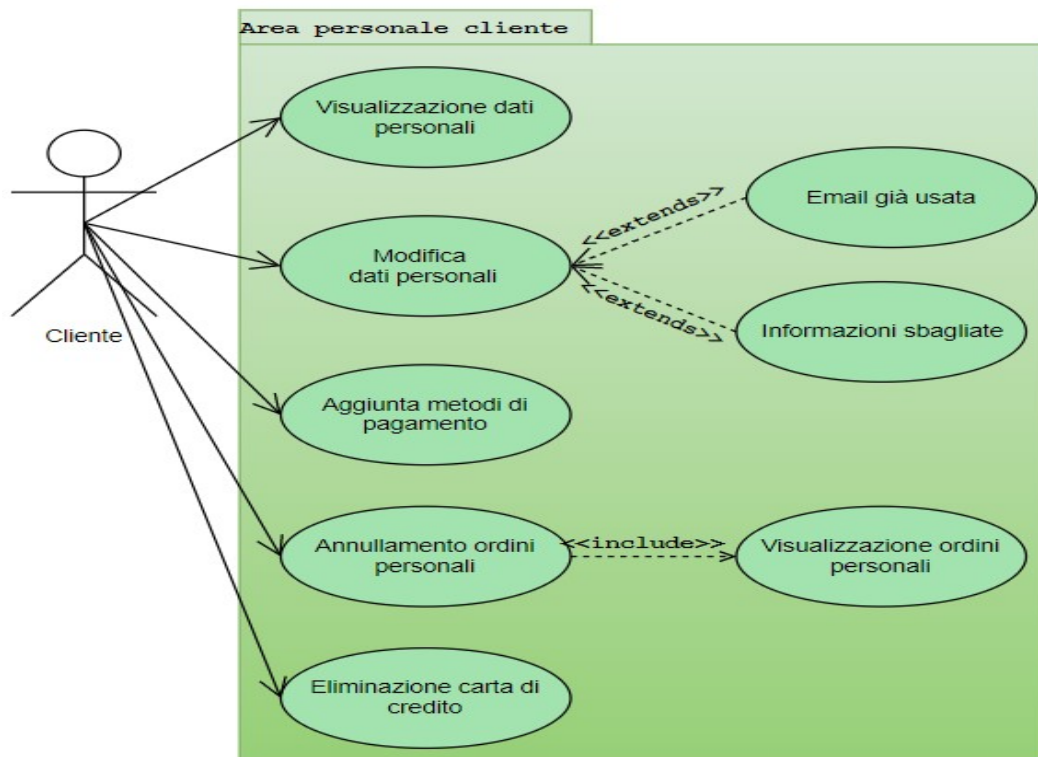 Area personale cliente
Visualizzazione dati
personali
<<extends>>
Email già usata
Modifica
dati personali
<<extends>>
Informazioni sbagliate
Cliente
Aggiunta metodi di
pagamento
Annullamento ordini
personali
<<include>>
Visualizzazione ordini
personali
Eliminazione carta di
credito